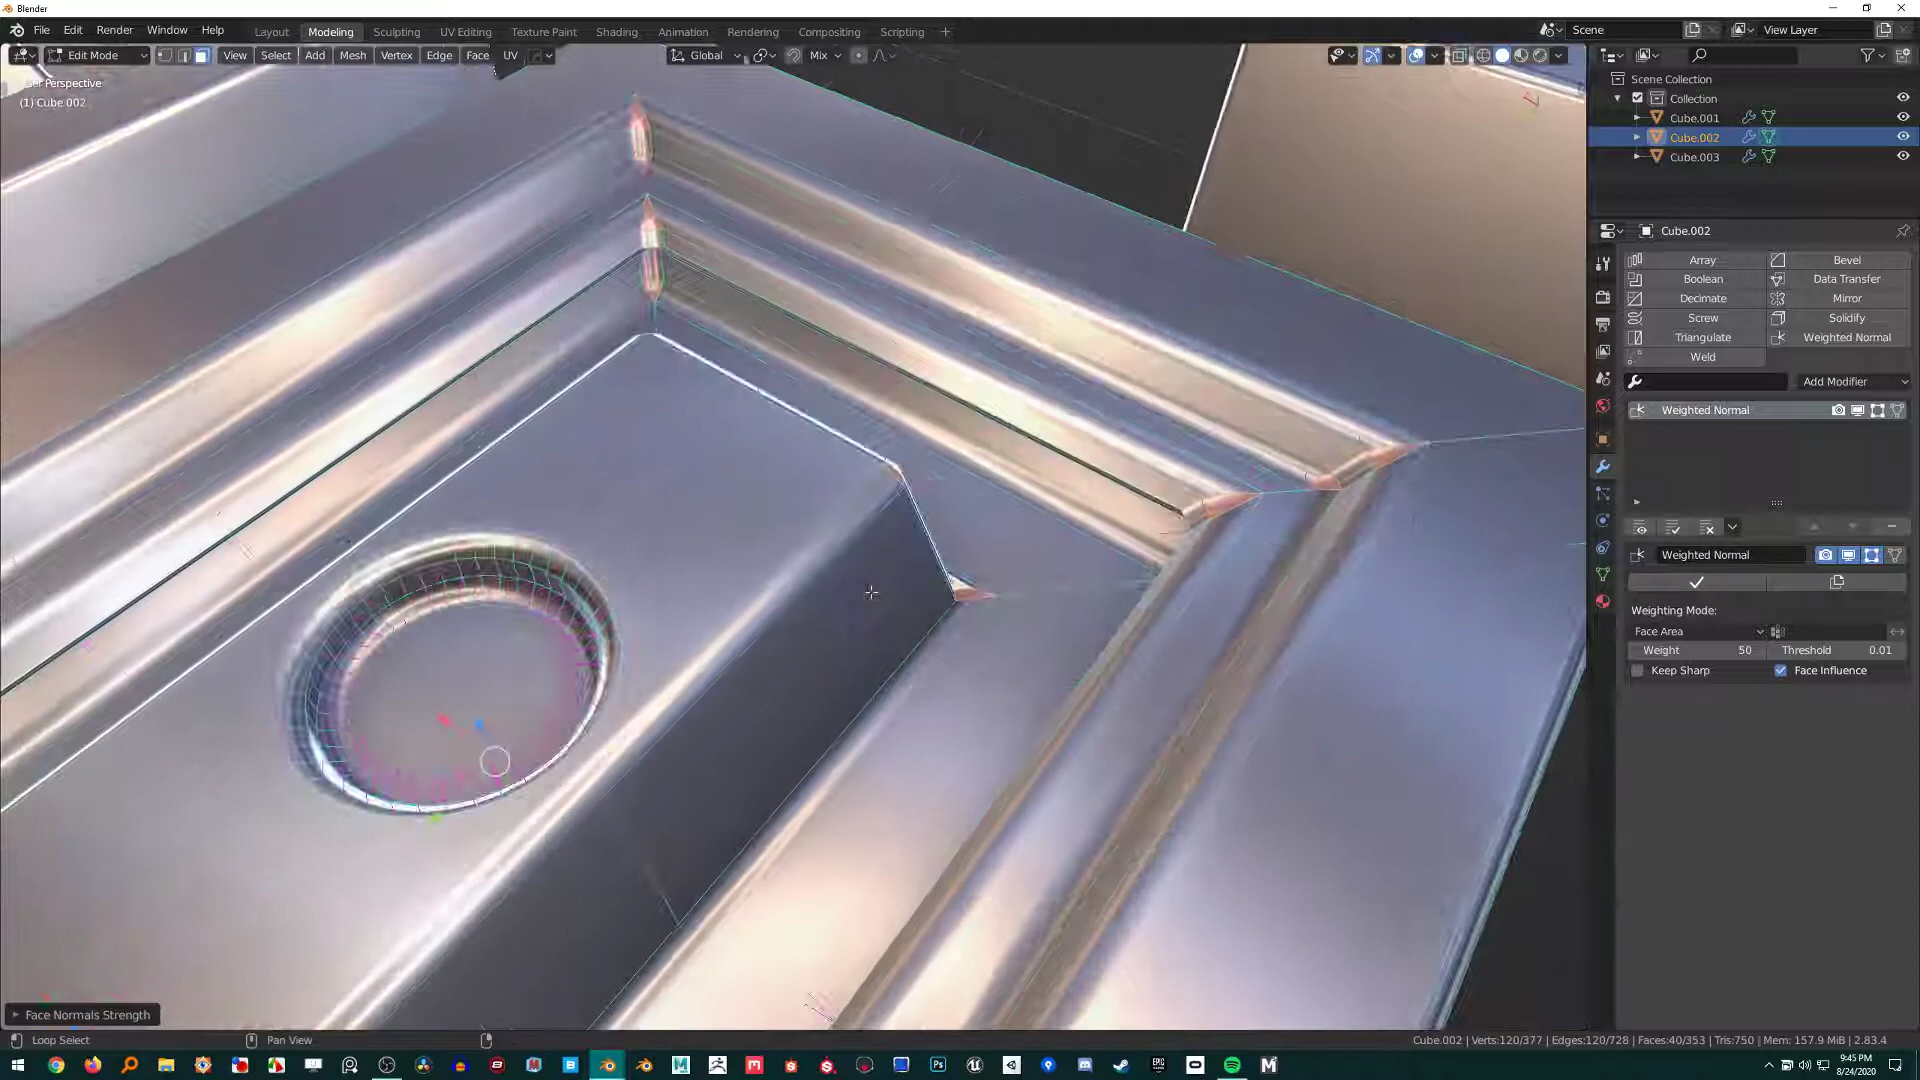 Blender
File Edit Render Window Help
Layout Modeling Sculpting UV Editing Texture Paint Shading Animation Rendering Compositing Scripting
Scene
View Layer
Edit Mode
View Select Add Mesh Vertex Edge Face UV
Global
Mix
er Perspective
(1) Cube 002
Scene Collection
Collection
Cube.001
Cube.002
Cube.003
Cube.002
Array Bevel
Boolean Data Transfer
Decimate Mirror
Screw Solidify
Triangulate Weighted Normal
Weld
Add Modifier
Weighted Normal
Weighted Normal
Weighting Mode:
Face Area
Weight 50 Threshold 0.01
Keep Sharp Face Influence
Face Normals Strength
Loop Select
Pan View
Cube.002 | Verts:120/377 | Edges:120/728 | Faces:40/353 | Tris:750 | Mem: 157.9 MiB | 2.83.4
9:45 PM
8/24/2020